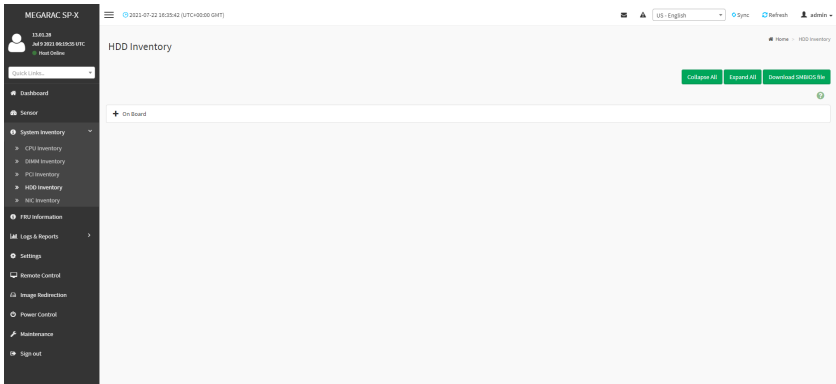 MEGARAC SP-X
13.01.28
Jul 9 2021 06:19:35 UTC
Host Online
Quick Links..
Dashboard
Sensor
System Inventory
CPU Inventory
DIMM Inventory
PCI Inventory
HDD Inventory
NIC Inventory
FRU Information
Logs & Reports
Settings
Remote Control
Image Redirection
Power Control
Maintenance
Sign out
2021-07-22 16:35:42 (UTC+00:00 GMT)
US - English
Sync
Refresh
admin
HDD Inventory
Home > HDD Inventory
Collapse All
Expand All
Download SMBIOS file
On Board